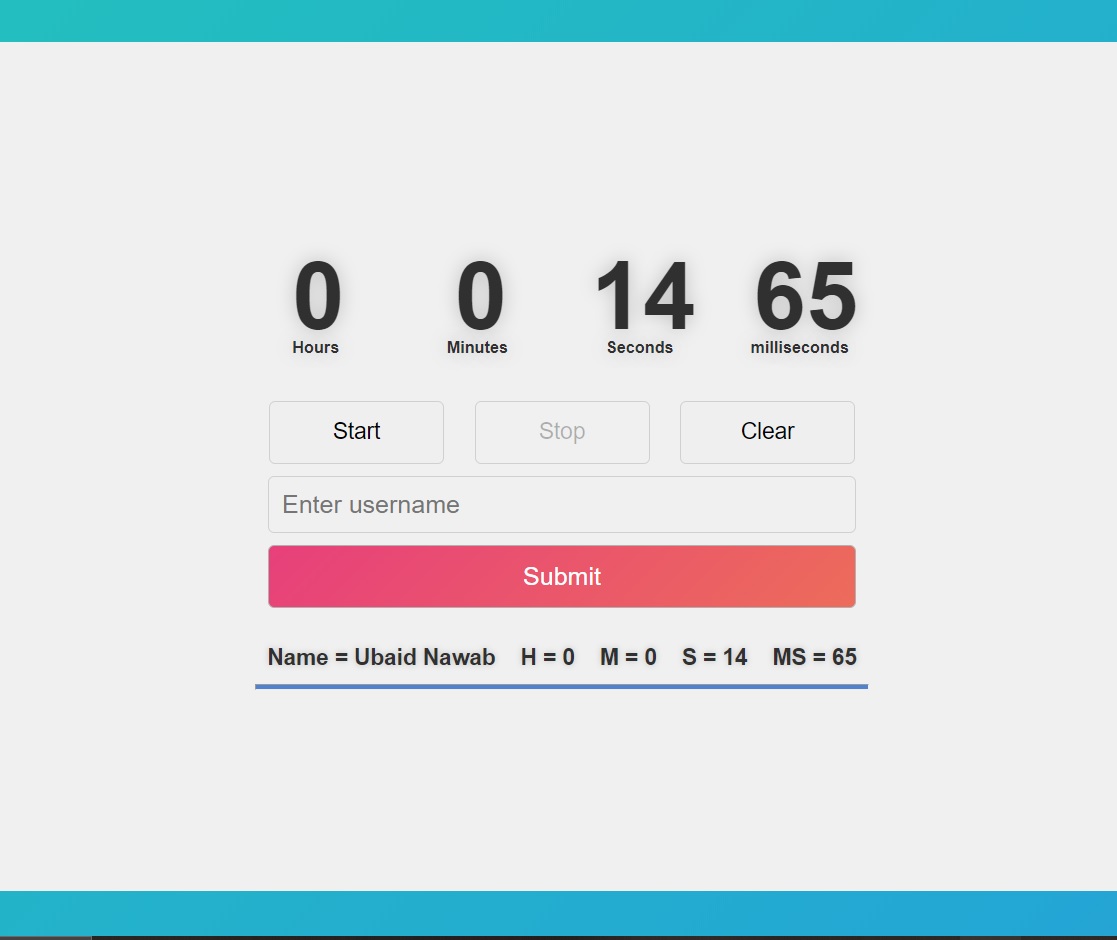 0 0 14 65
Hours Minutes Seconds milliseconds
Start Stop Clear
Enter username
Submit
Name = Ubaid Nawab H = 0 M = 0 S = 14 MS = 65